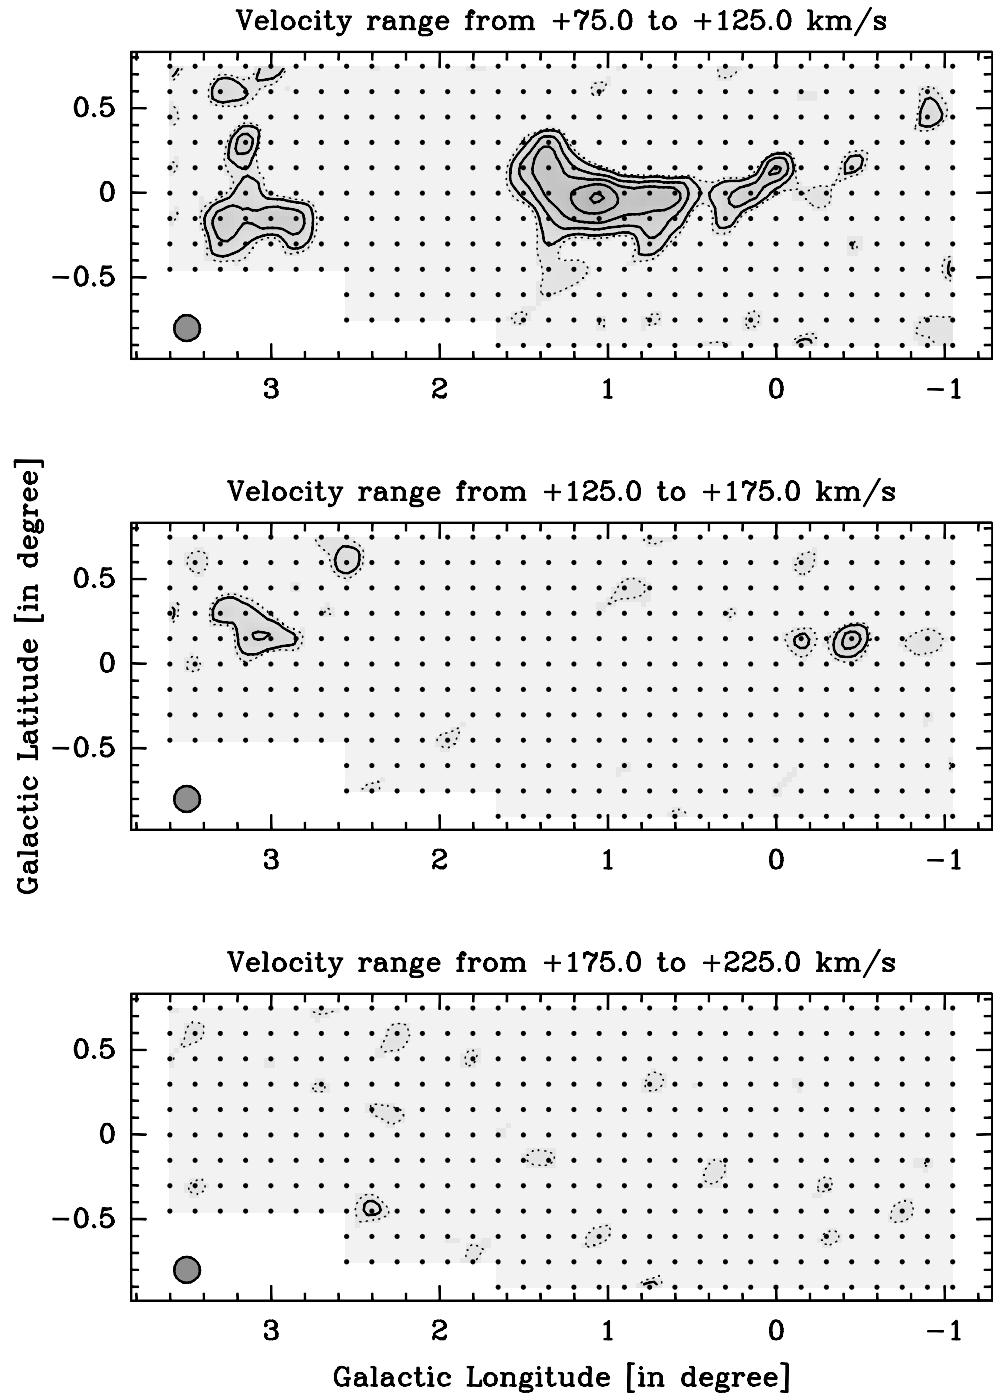 Velocity range from +75.0 to +125.0 km/s
0.5
0
−0.5
3 2 1 0 −1
Velocity range from +125.0 to +175.0 km/s
0.5
0
−0.5
3 2 1 0 −1
Galactic Latitude [in degree]
Velocity range from +175.0 to +225.0 km/s
0.5
0
−0.5
3 2 1 0 −1
Galactic Longitude [in degree]